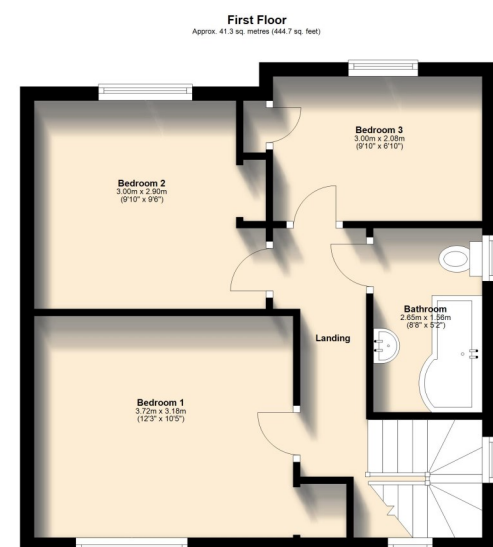 First Floor
Approx. 41.3 sq. metres (444.7 sq. feet)
Bedroom 3
3.00m x 2.08m
(9'10" x 6'10")
Bedroom 2
3.00m x 2.90m
(9'10" x 9'6")
Bathroom
2.65m x 1.56m
(8'8" x 5'2")
Landing
Bedroom 1
3.72m x 3.18m
(12'3" x 10'5")